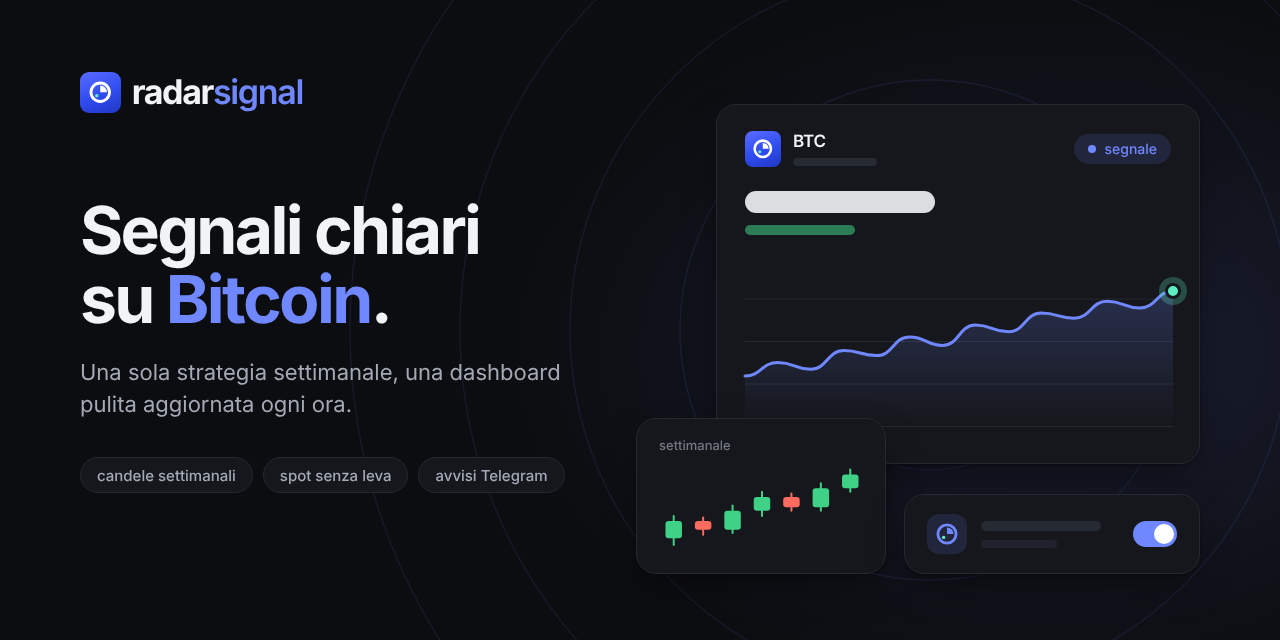 radarsignal
Segnali chiari
su Bitcoin.
Una sola strategia settimanale, una dashboard
pulita aggiornata ogni ora.
candele settimanali
spot senza leva
avvisi Telegram
BTC
segnale
settimanale